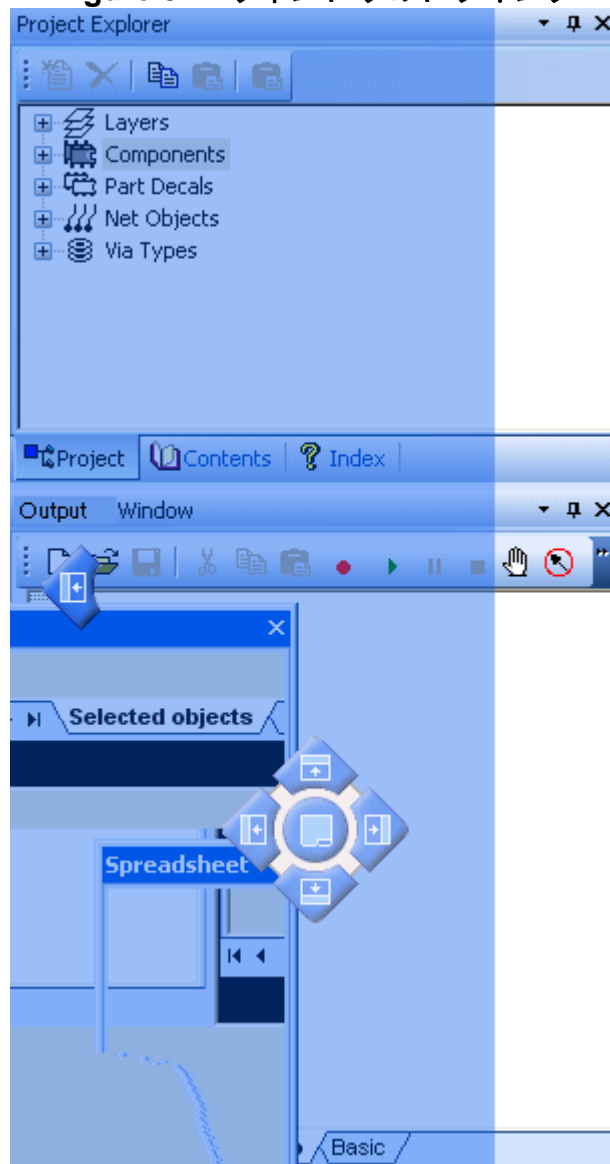 Project Explorer
Layers
Components
Part Decals
Net Objects
Via Types
Project Contents Index
Output Window
Selected objects
Spreadsheet
Basic